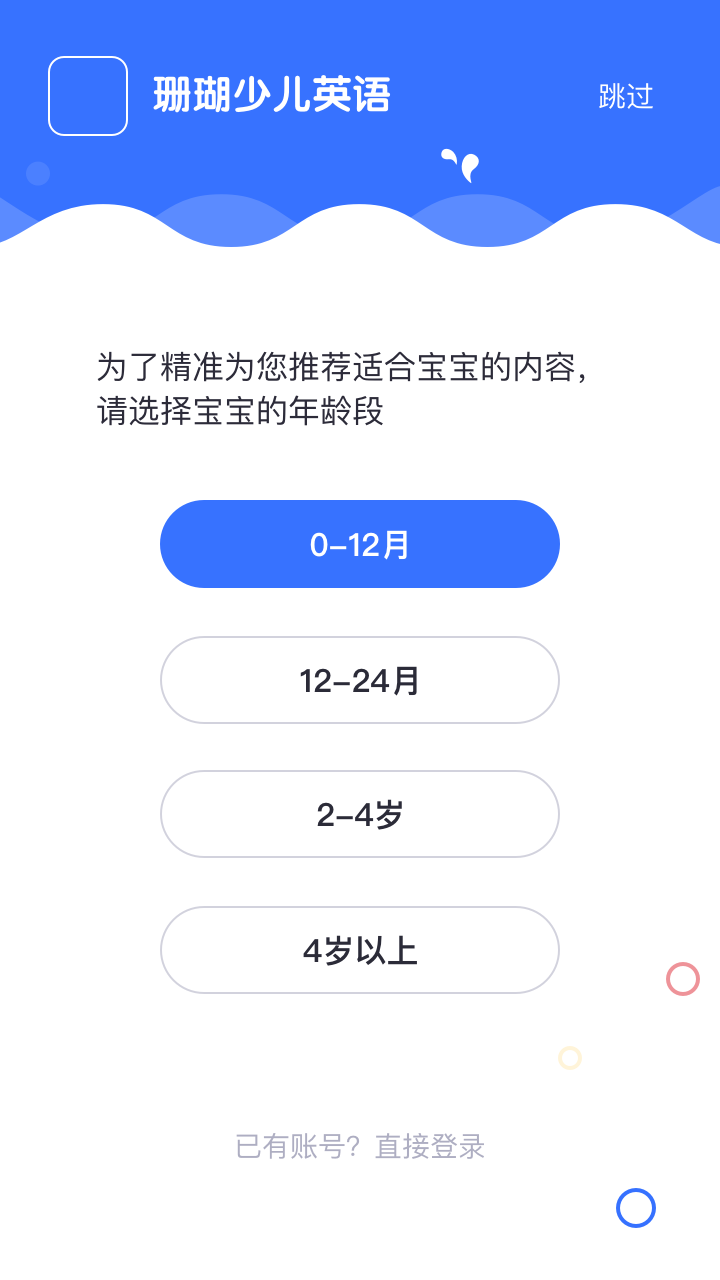 珊瑚少儿英语
跳过
为了精准为您推荐适合宝宝的内容，
请选择宝宝的年龄段
0-12月
12-24月
2-4岁
4岁以上
已有账号？直接登录